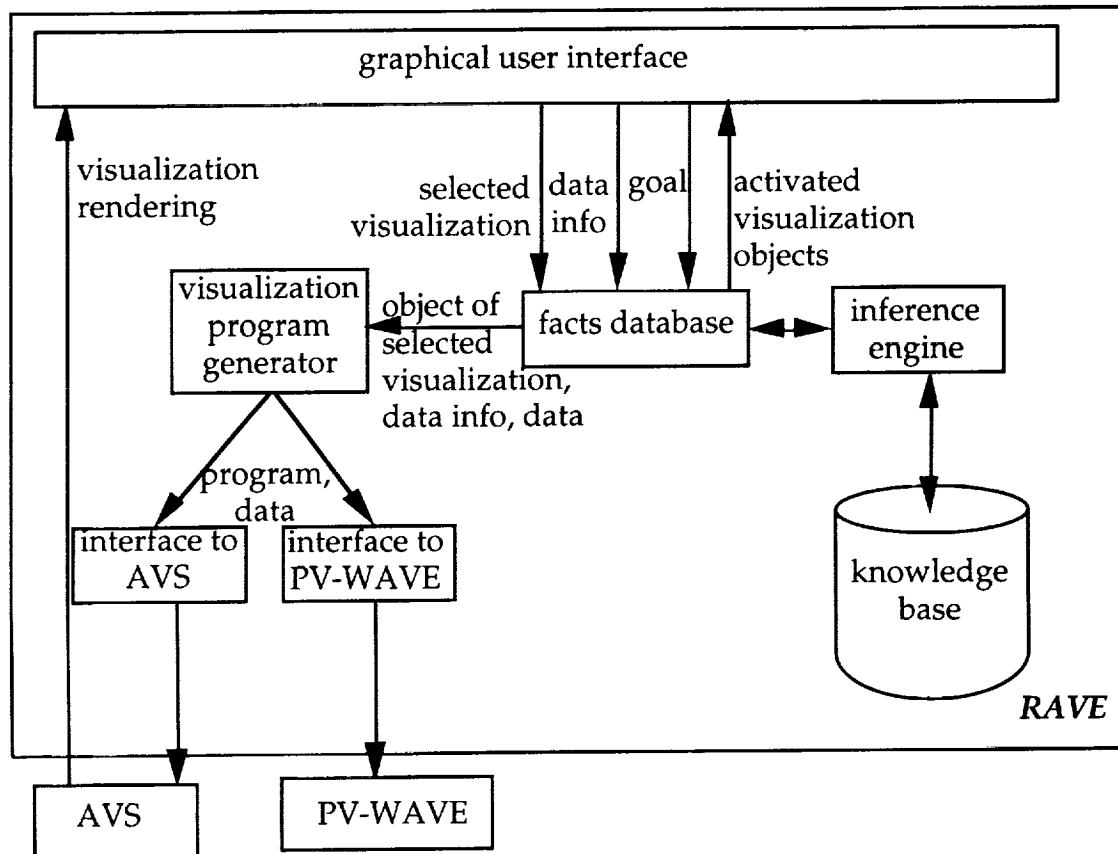 graphical user interface
visualization
rendering
selected
visualization
data
info
goal
activated
visualization
objects
visualization
program
generator
object of
selected
visualization,
data info, data
facts database
inference
engine
program,
data
interface to
AVS
interface to
PV-WAVE
knowledge
base
RAVE
AVS
PV-WAVE